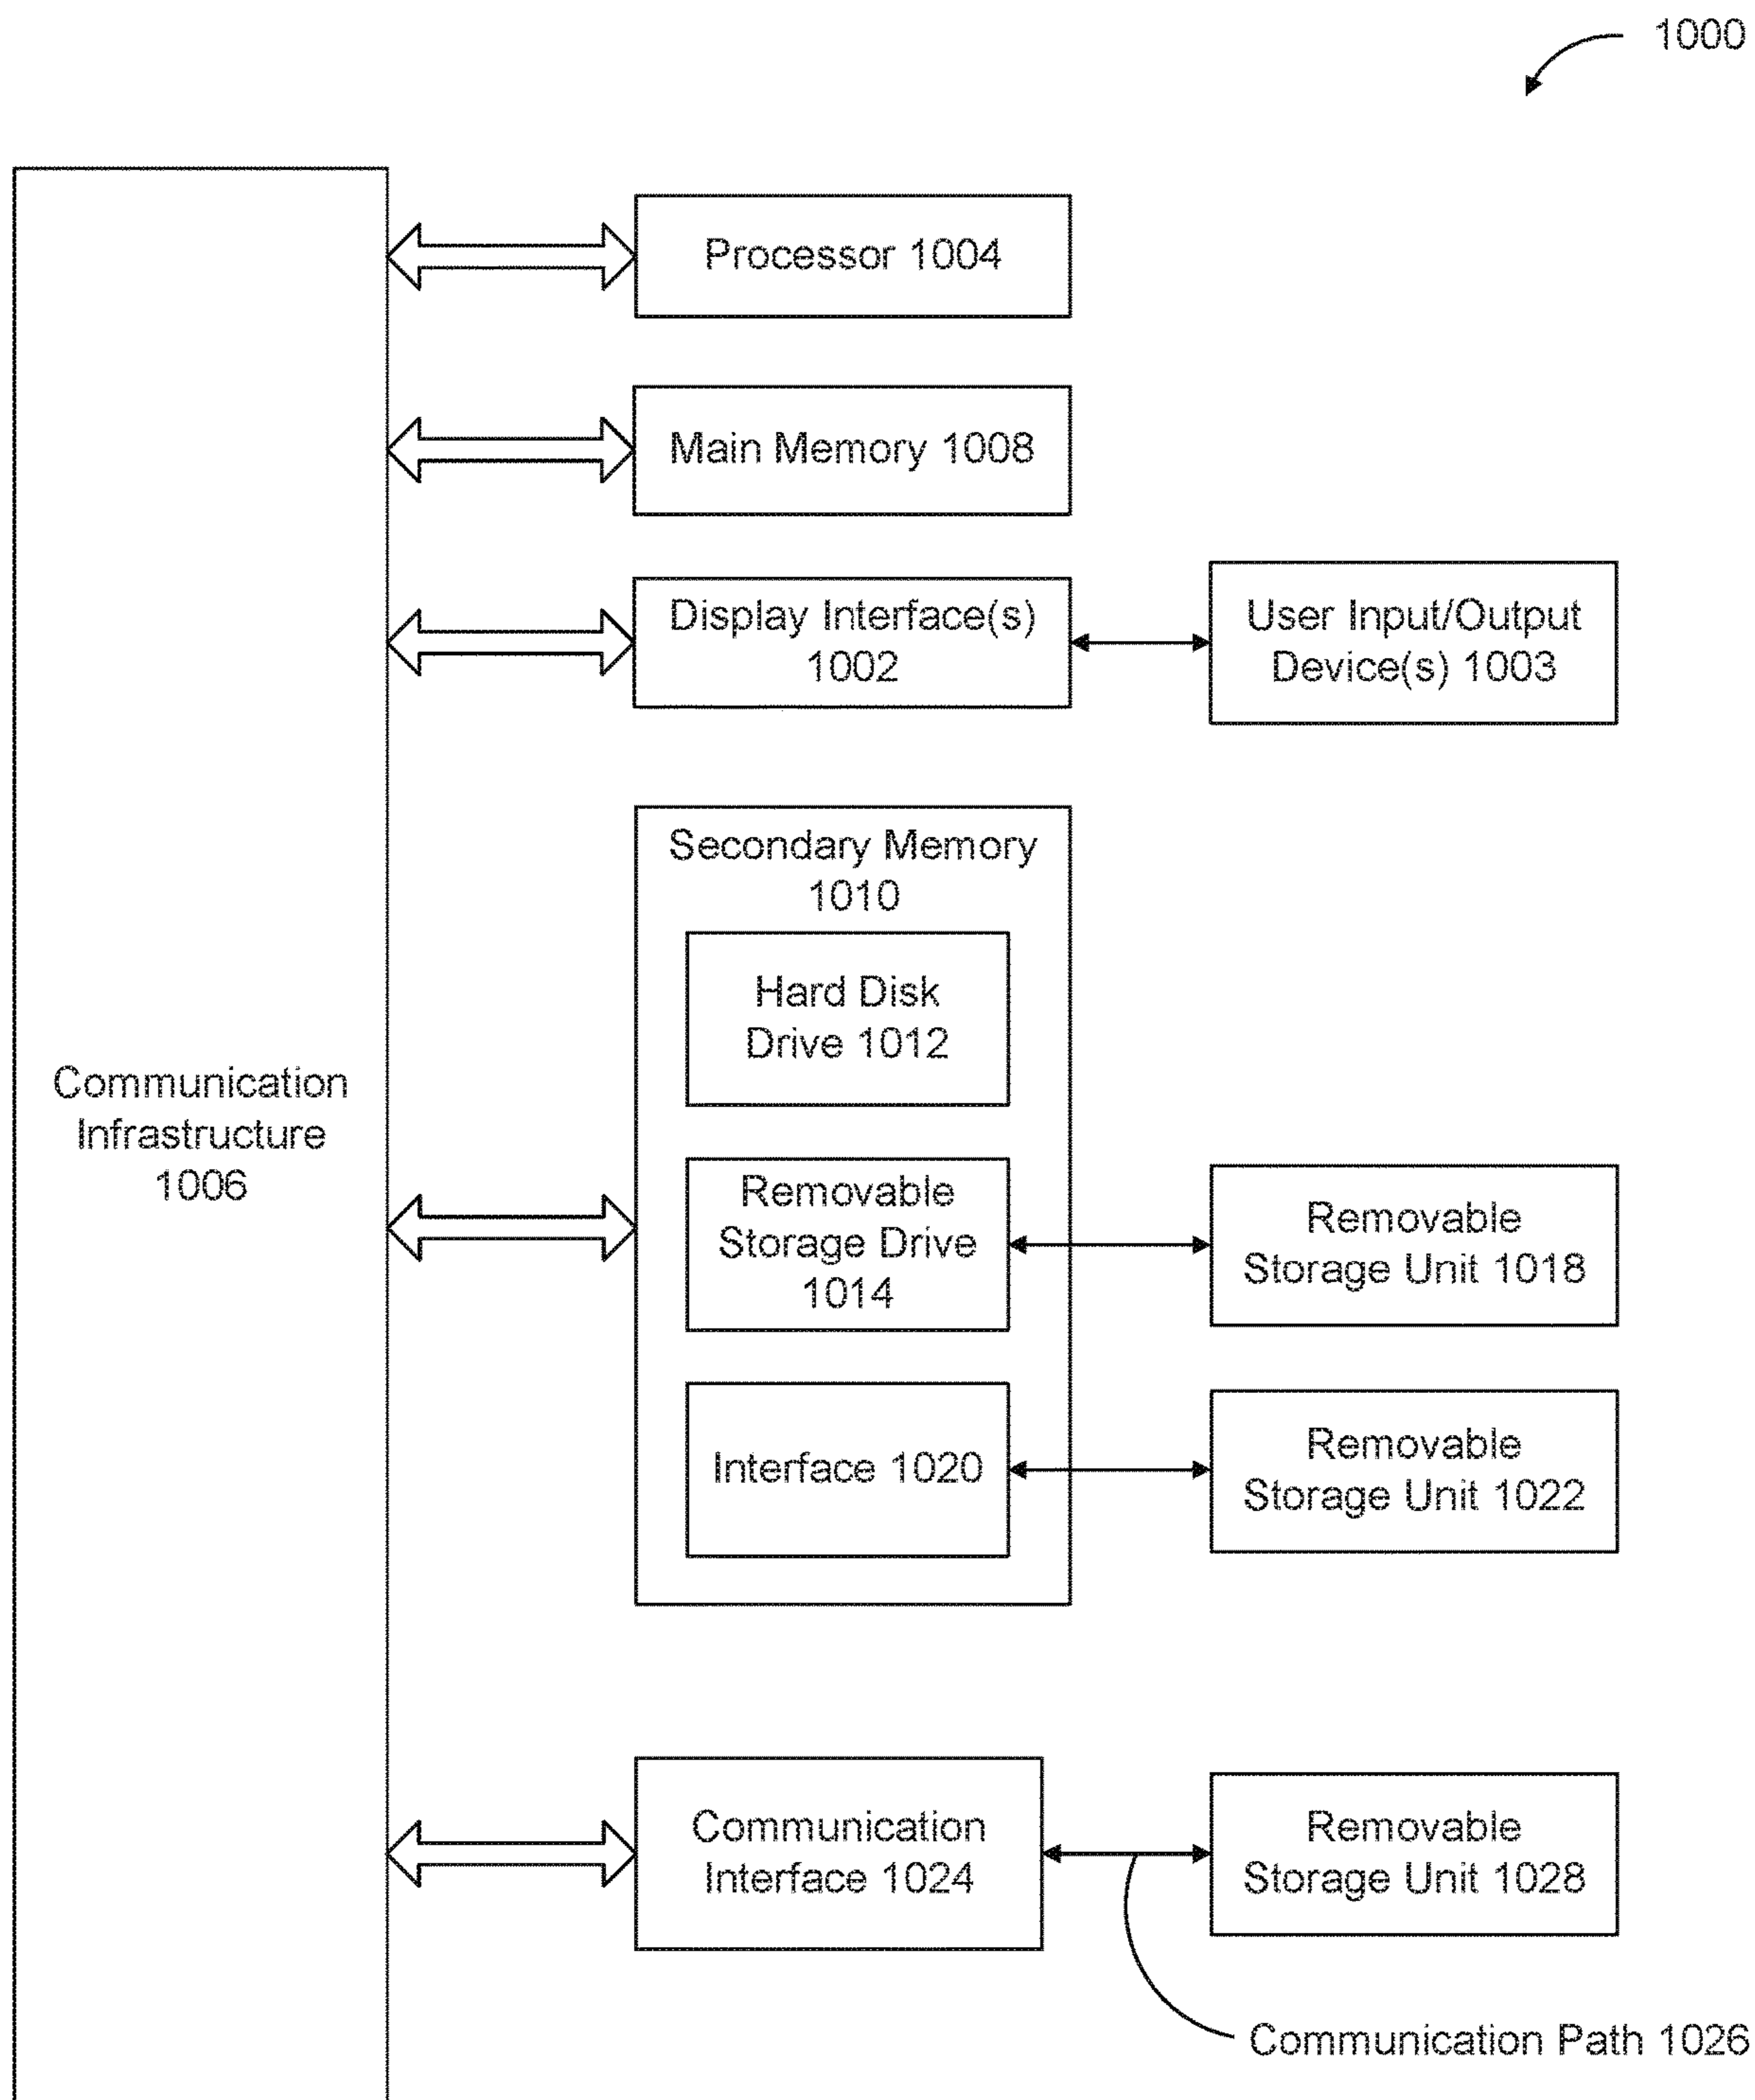 1000
Processor 1004
Main Memory 1008
Display Interface(s)
1002
User Input/Output
Device(s) 1003
Secondary Memory
1010
Hard Disk
Drive 1012
Communication
Infrastructure
1006
Removable
Storage Drive
1014
Removable
Storage Unit 1018
Interface 1020
Removable
Storage Unit 1022
Communication
Interface 1024
Removable
Storage Unit 1028
Communication Path 1026